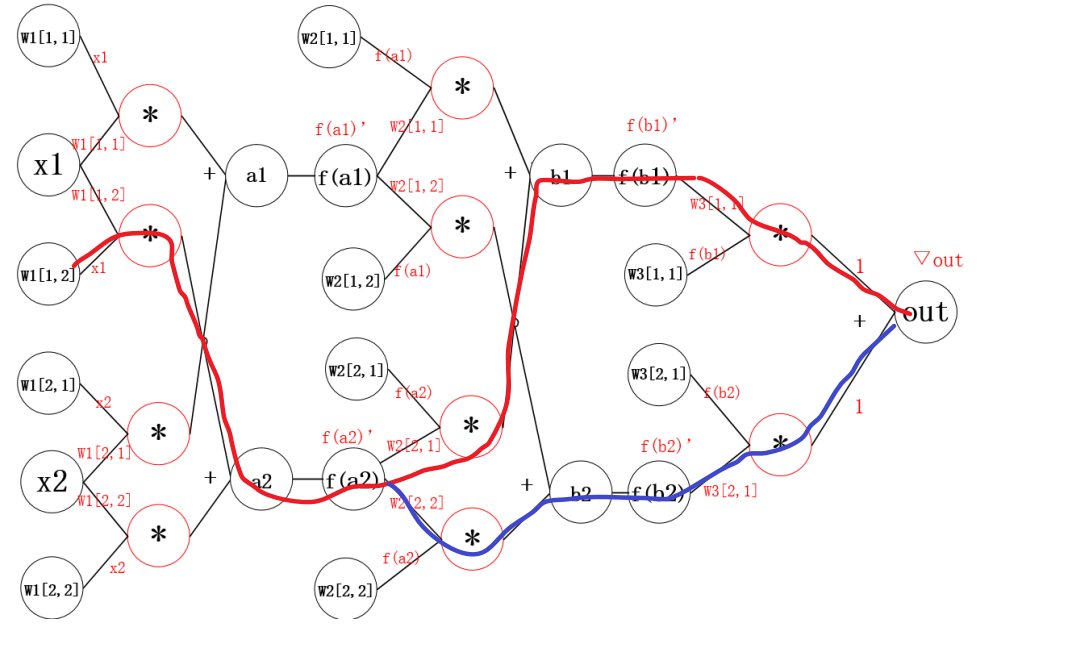 W1[1,1]
x1
*
W1[1,1]
x1
W1[1,2]
*
W1[1,2]
x1
W1[2,1]
x2
*
W1[2,1]
x2
W1[2,2]
*
x2
W1[2,2]
+
a1
f(a1)'
f(a1)
+
a2
f(a2)'
f(a2)
W2[1,1]
f(a1)
*
W2[1,1]
W2[1,2]
*
W2[1,2]
f(a1)
W2[2,1]
f(a2)
*
W2[2,1]
W2[2,2]
*
f(a2)
W2[2,2]
+
b1
f(b1)'
f(b1)
+
b2
f(b2)'
f(b2)
W3[1,1]
*
f(b1)
W3[1,1]
W3[2,1]
f(b2)
*
W3[2,1]
1
+
1
▽out
out